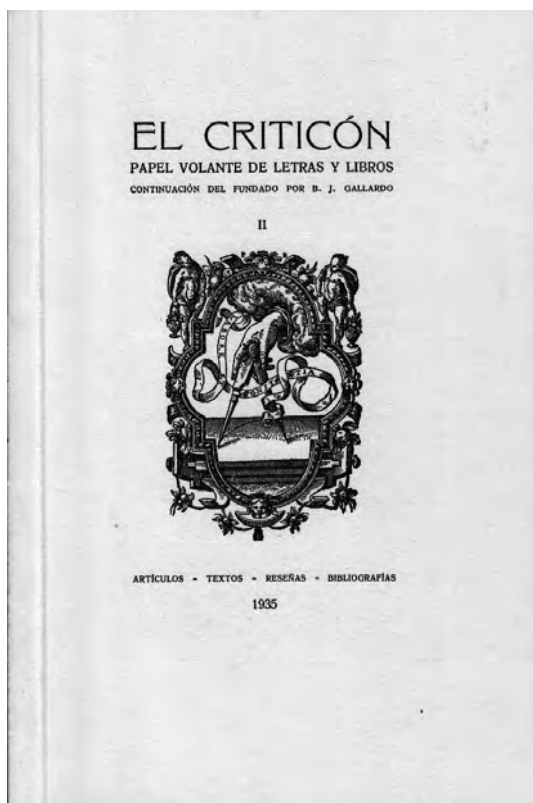 EL CRITICÓN
PAPEL VOLANTE DE LETRAS Y LIBROS
CONTINUACIÓN DEL FUNDADO POR B. J. GALLARDO
II
ARTÍCULOS - TEXTOS - RESEÑAS - BIBLIOGRAFÍAS
1935